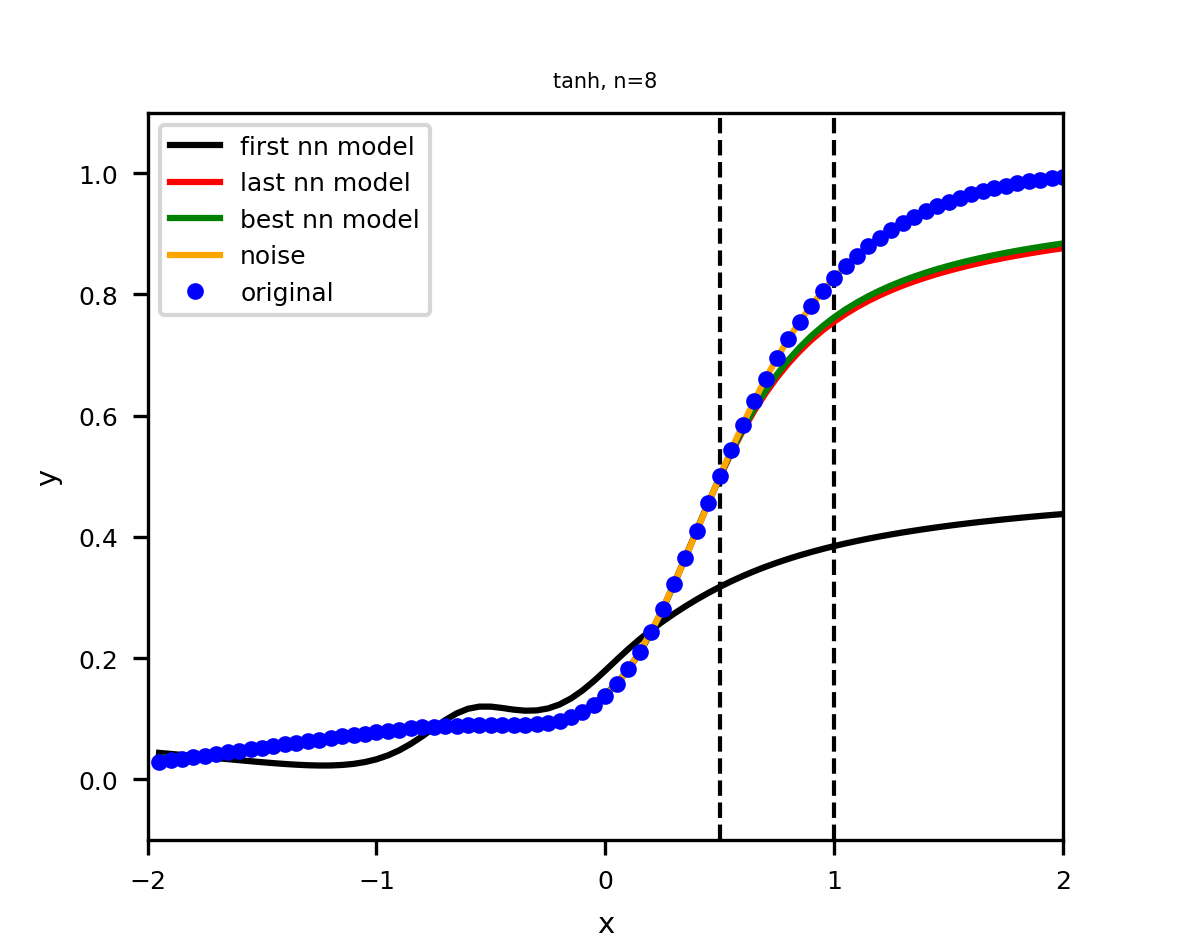 tanh, n=8
first nn model
last nn model
best nn model
noise
original
1.0
0.8
0.6
0.4
0.2
0.0
y
−2
−1
0
1
2
x